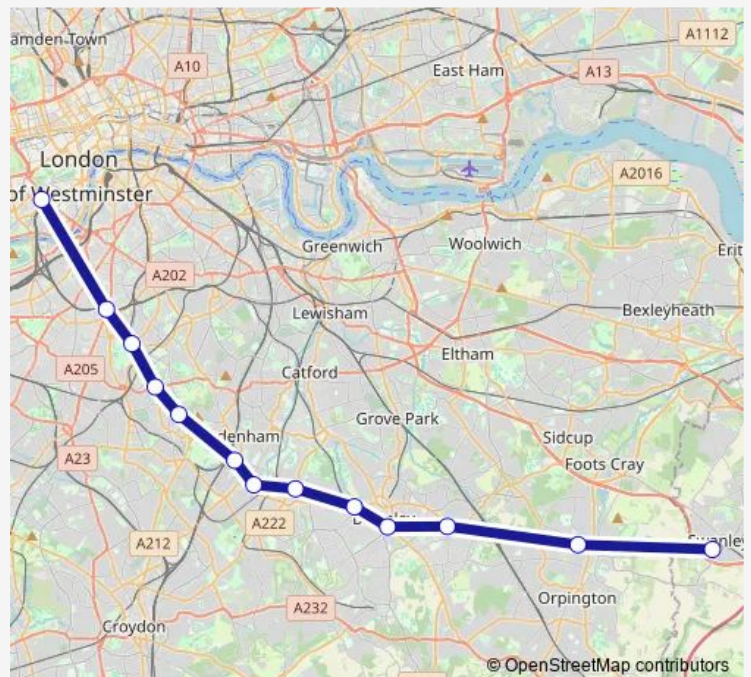 A1112
amden Town
A10
East Ham
A13
London
of Westminster
A2016
Greenwich
Woolwich
Erit
A202
Lewisham
Bexleyheath
Eltham
A205
Catford
Grove Park
denham
Sidcup
A23
Foots Cray
A222
A212
Swanley
Orpington
A232
Croydon
© OpenStreetMap contributors